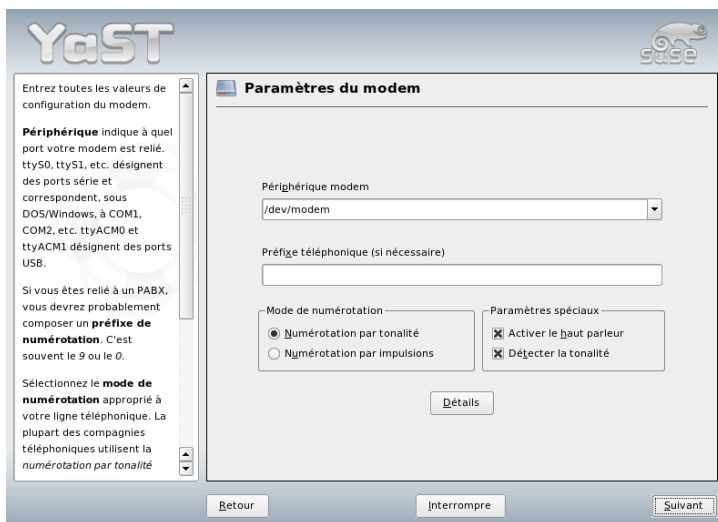 YaST
SUSE
Entrez toutes les valeurs de
configuration du modem.
Périphérique indique à quel
port votre modem est relié.
ttyS0, ttyS1, etc. désignent
des ports série et
correspondent, sous
DOS/Windows, à COM1,
COM2, etc. ttyACM0 et
ttyACM1 désignent des ports
USB.
Si vous êtes relié à un PABX,
vous devrez probablement
composer un préfixe de
numérotation. C'est
souvent le 9 ou le 0.
Sélectionnez le mode de
numérotation approprié à
votre ligne téléphonique. La
plupart des compagnies
téléphoniques utilisent la
numérotation par tonalité
Paramètres du modem
Périphérique modem
/dev/modem
Préfixe téléphonique (si nécessaire)
Mode de numérotation
Numérotation par tonalité
Numérotation par impulsions
Paramètres spéciaux
Activer le haut parleur
Détecter la tonalité
Détails
Retour
Interrompre
Suivant